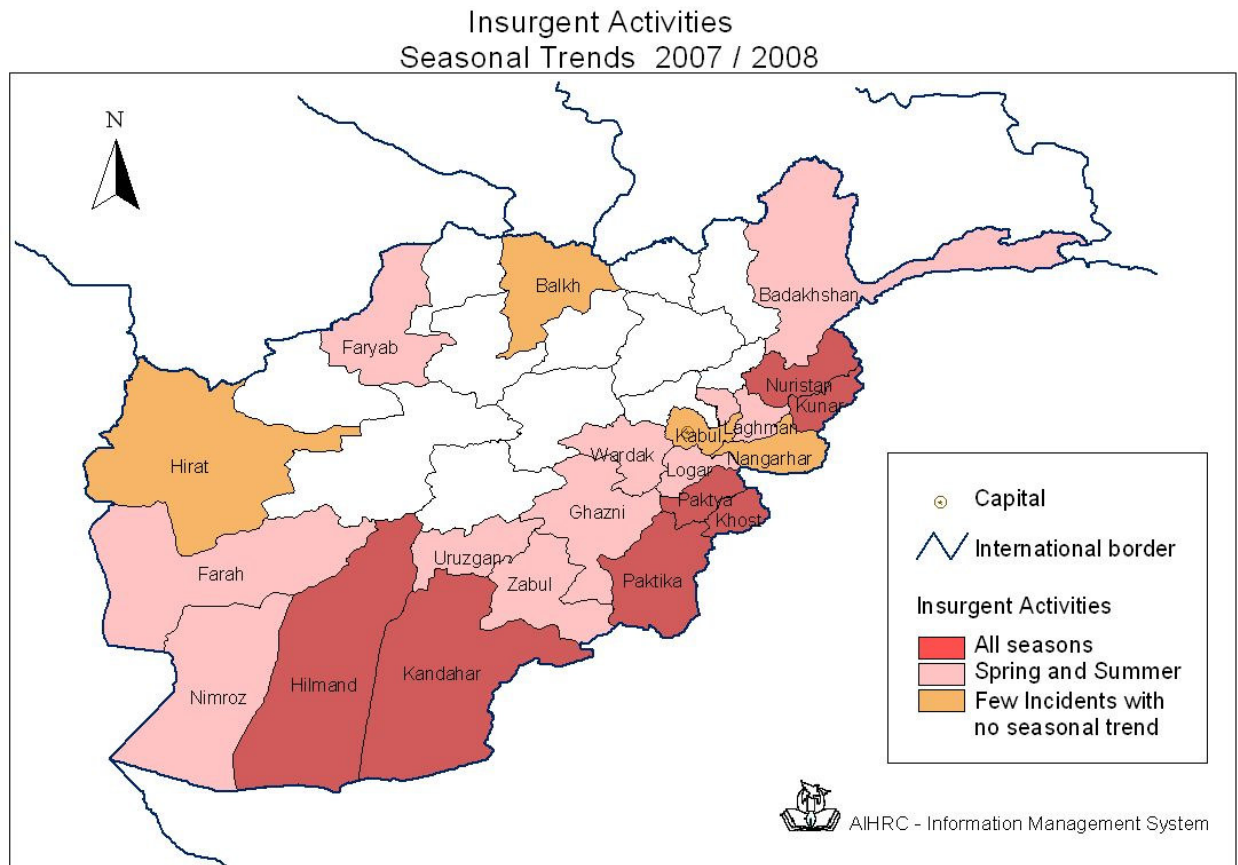 Insurgent Activities
Seasonal Trends 2007 / 2008
N
Balkh
Badakhshan
Faryab
Nuristan
Kunar
Laghman
Kabul
Hirat
Wardak
Nangarhar
Logar
Paktya
Ghazni
Khost
Uruzgan
Farah
Zabul
Paktika
Kandahar
Hilmand
Nimroz
Capital
International border
Insurgent Activities
All seasons
Spring and Summer
Few Incidents with
no seasonal trend
AIHRC - Information Management System